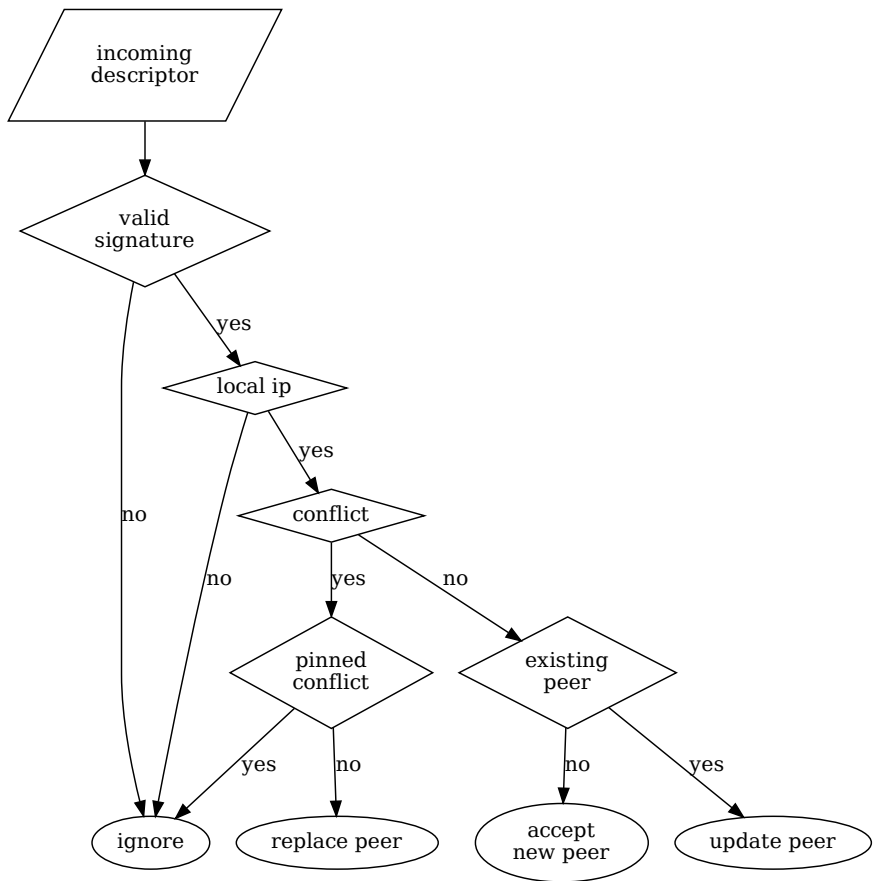 incoming
descriptor
valid
signature
yes
local ip
yes
no
conflict
no
yes
no
pinned
conflict
existing
peer
yes
no
no
yes
ignore
replace peer
accept
new peer
update peer